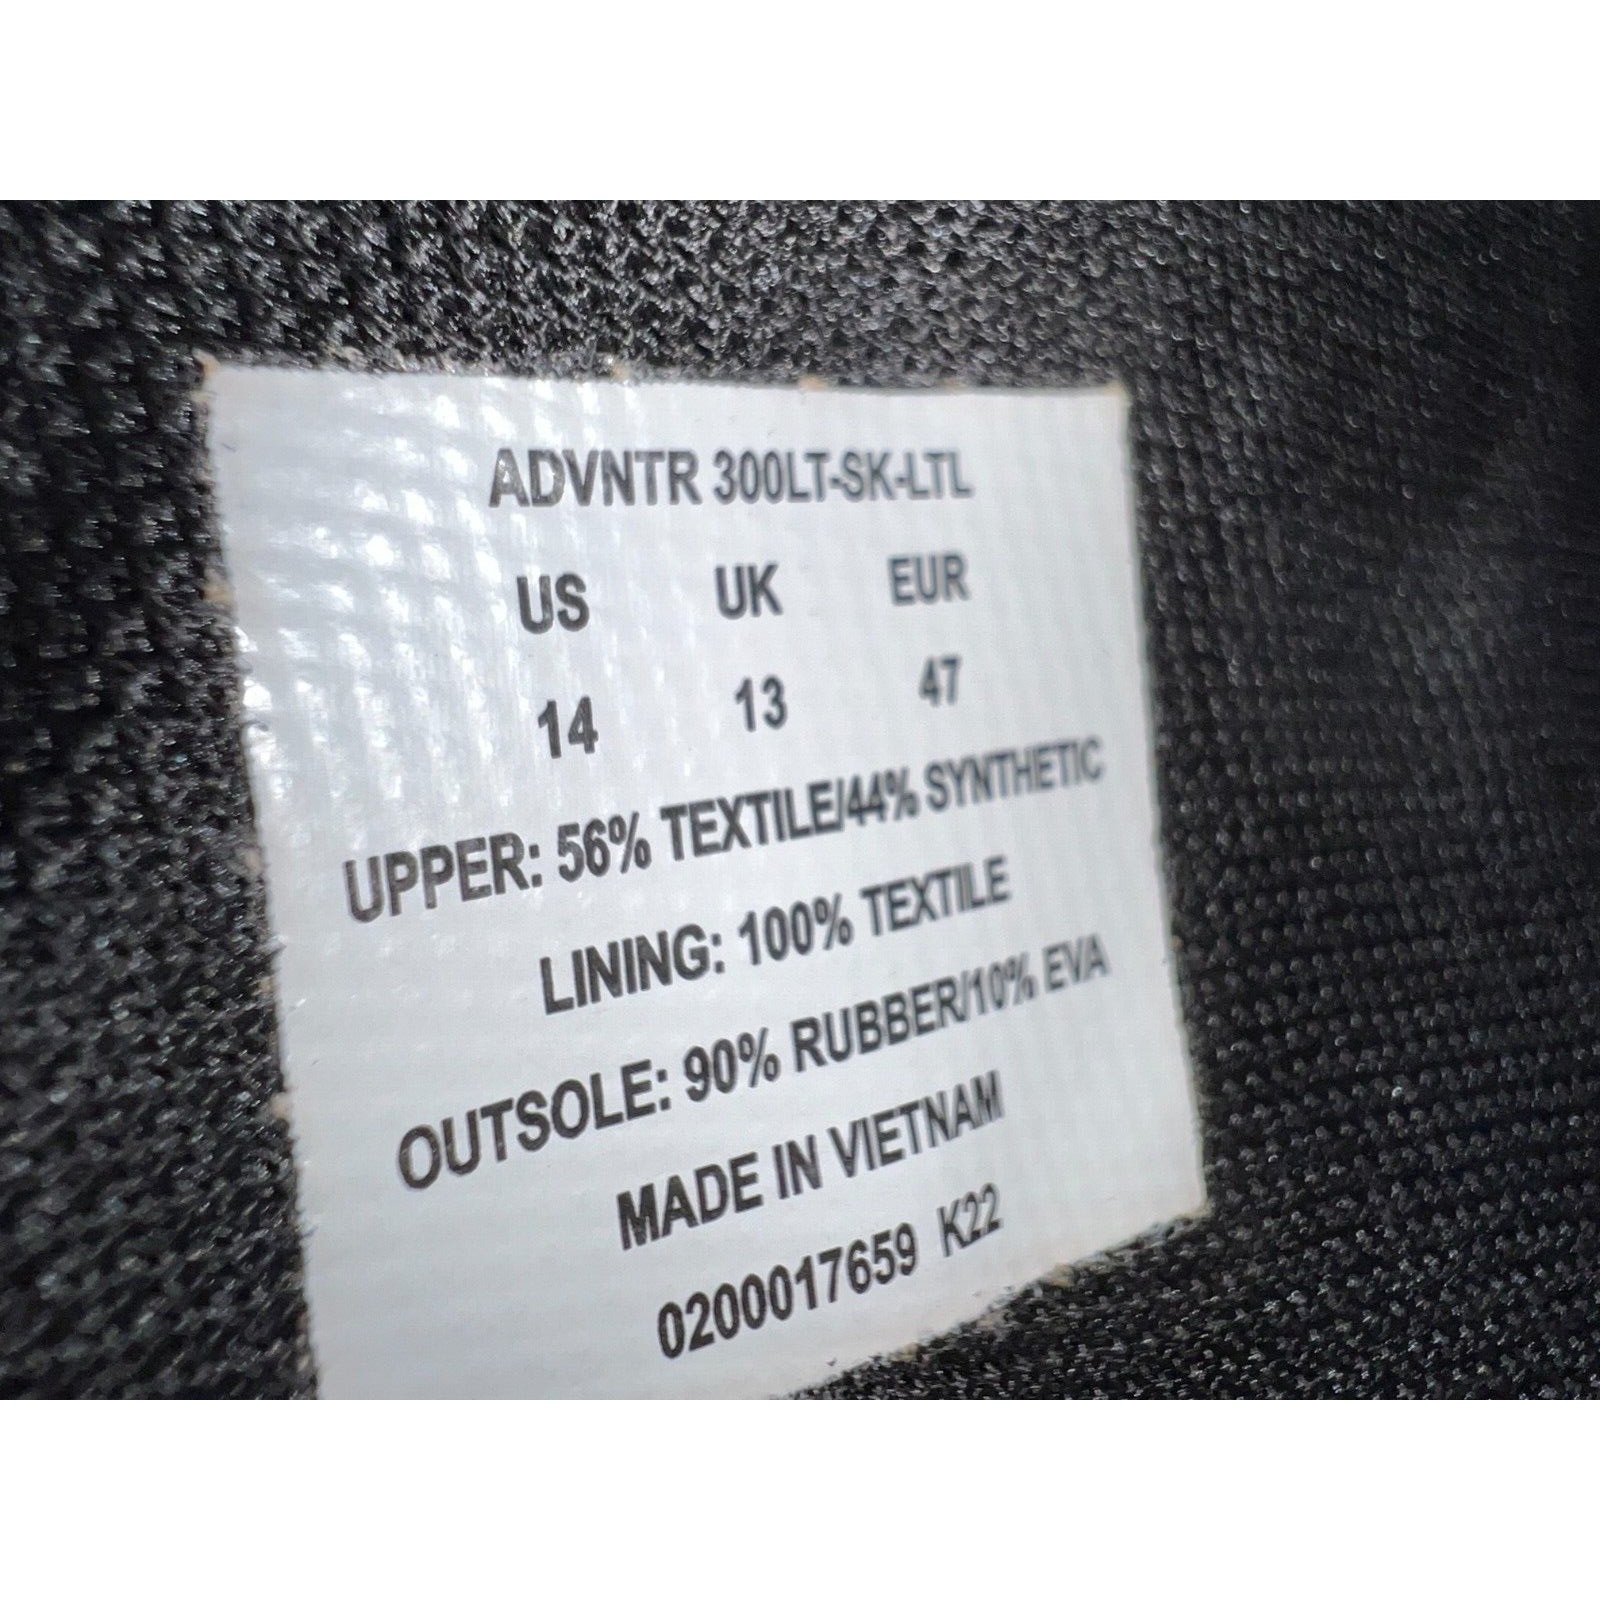 ADVNTR 300LT-SK-LTL
US UK EUR
14 13 47
UPPER: 56% TEXTILE/44% SYNTHETIC
LINING: 100% TEXTILE
OUTSOLE: 90% RUBBER/10% EVA
MADE IN VIETNAM
0200017659 K22